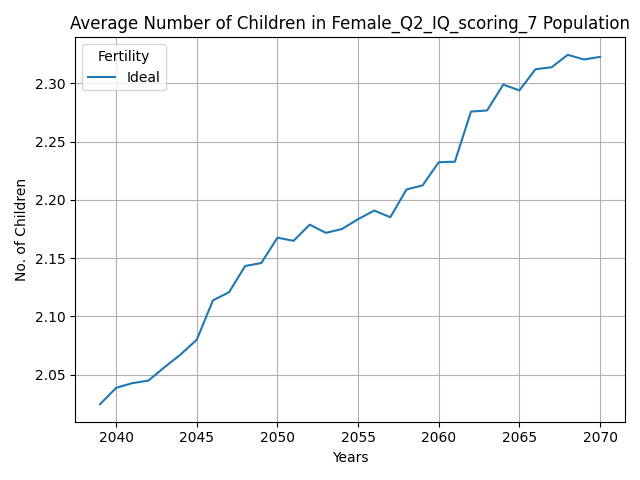 Average Number of Children in Female_Q2_IQ_scoring_7 Population
Fertility
Ideal
No. of Children
2.30
2.25
2.20
2.15
2.10
2.05
2040 2045 2050 2055 2060 2065 2070
Years